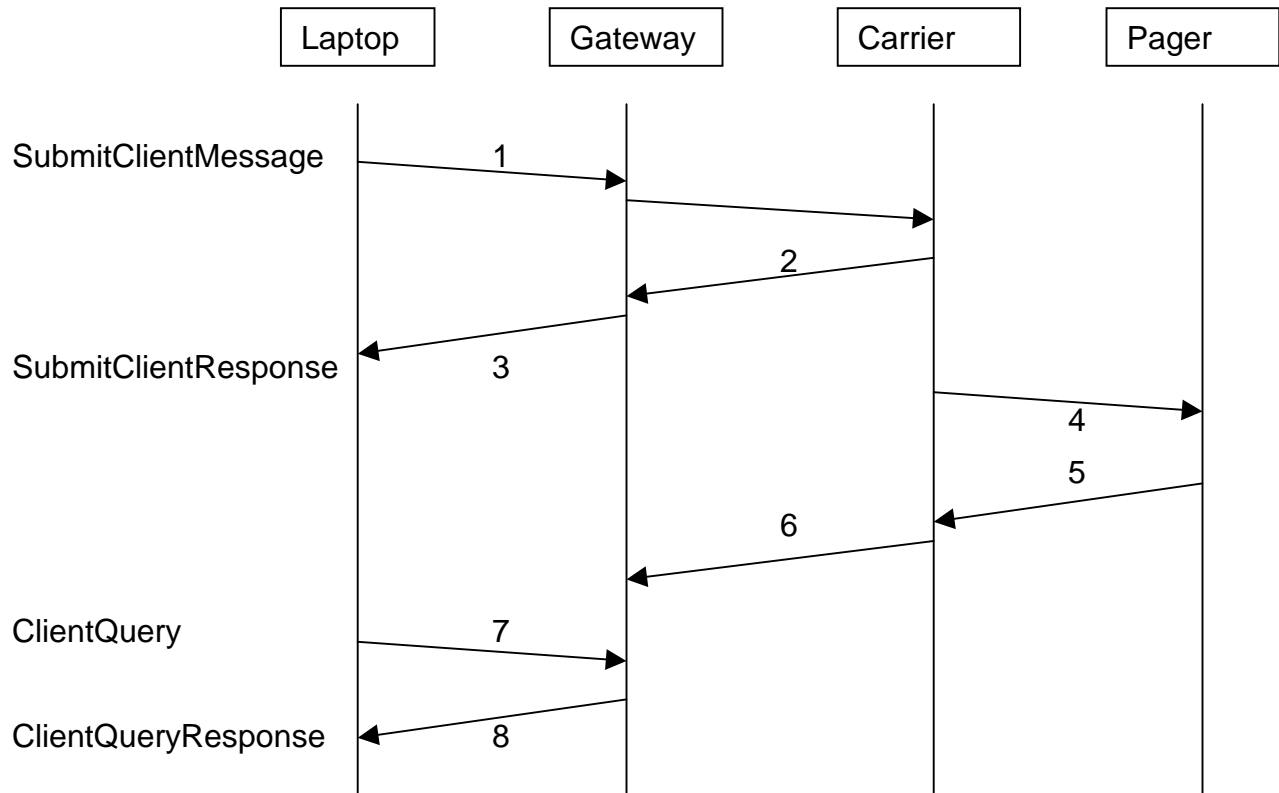 Laptop Gateway Carrier Pager
SubmitClientMessage 1
2
SubmitClientResponse 3
4
5
6
ClientQuery 7
ClientQueryResponse 8